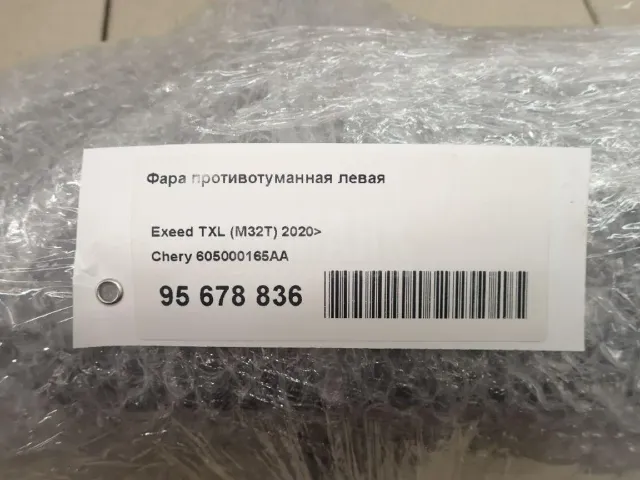 Фара противотуманная левая
Exeed TXL (M32T) 2020>
Chery 605000165AA
95 678 836